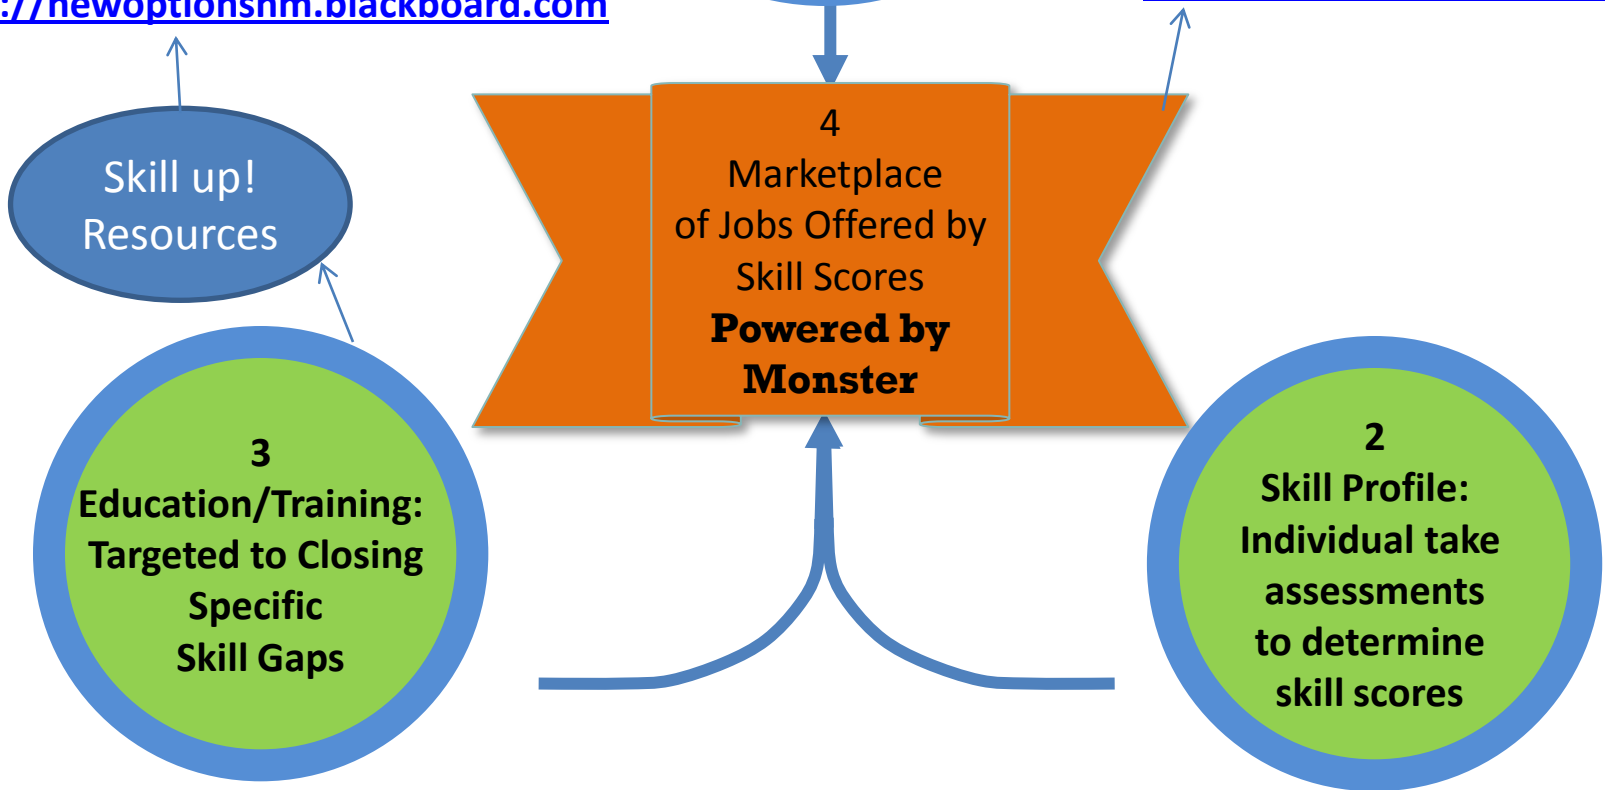 ://newoptionsnm.blackboard.com
Skill up!
Resources
4
Marketplace
of Jobs Offered by
Skill Scores
Powered by
Monster
3
Education/Training:
Targeted to Closing
Specific
Skill Gaps
2
Skill Profile:
Individual take
assessments
to determine
skill scores